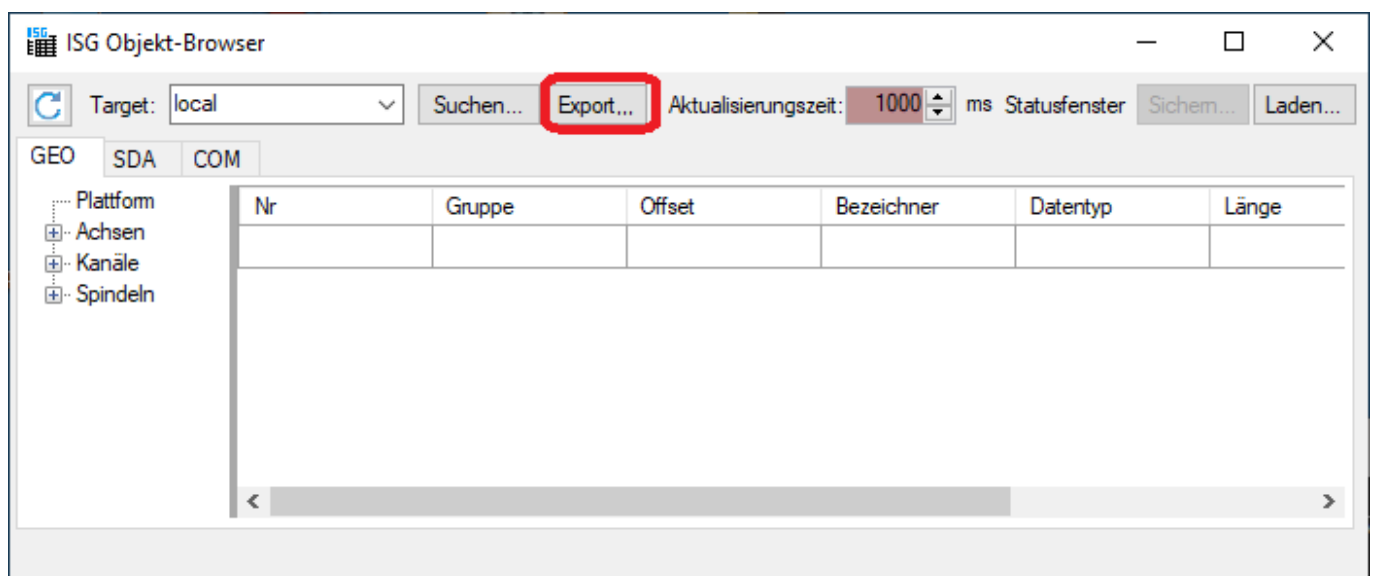 ISG
ISG Objekt-Browser
Target: local Suchen... Export,,, Aktualisierungszeit: 1000 ms Statusfenster Sichern... Laden...
GEO SDA COM
Plattform
Achsen
Kanäle
Spindeln
Nr Gruppe Offset Bezeichner Datentyp Länge